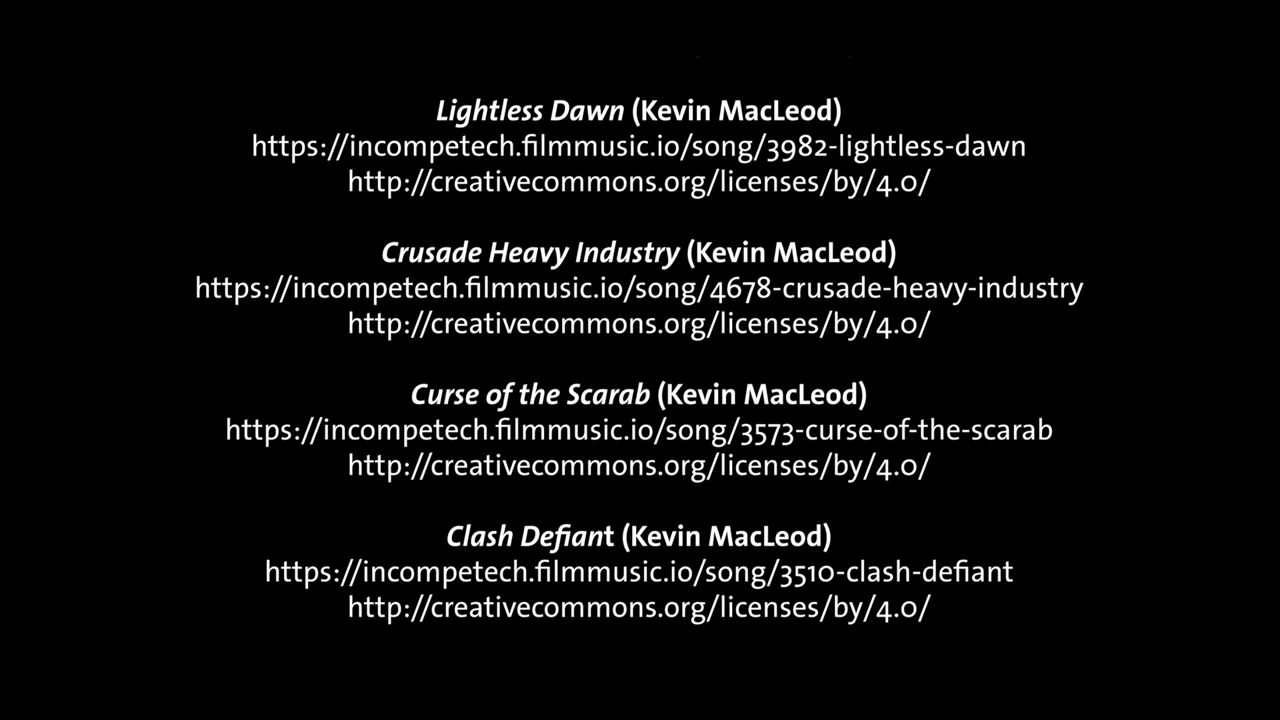 Lightless Dawn (Kevin MacLeod)
https://incompetech.filmmusic.io/song/3982-lightless-dawn
http://creativecommons.org/licenses/by/4.0/
Crusade Heavy Industry (Kevin MacLeod)
https://incompetech.filmmusic.io/song/4678-crusade-heavy-industry
http://creativecommons.org/licenses/by/4.0/
Curse of the Scarab (Kevin MacLeod)
https://incompetech.filmmusic.io/song/3573-curse-of-the-scarab
http://creativecommons.org/licenses/by/4.0/
Clash Defiant (Kevin MacLeod)
https://incompetech.filmmusic.io/song/3510-clash-defiant
http://creativecommons.org/licenses/by/4.0/